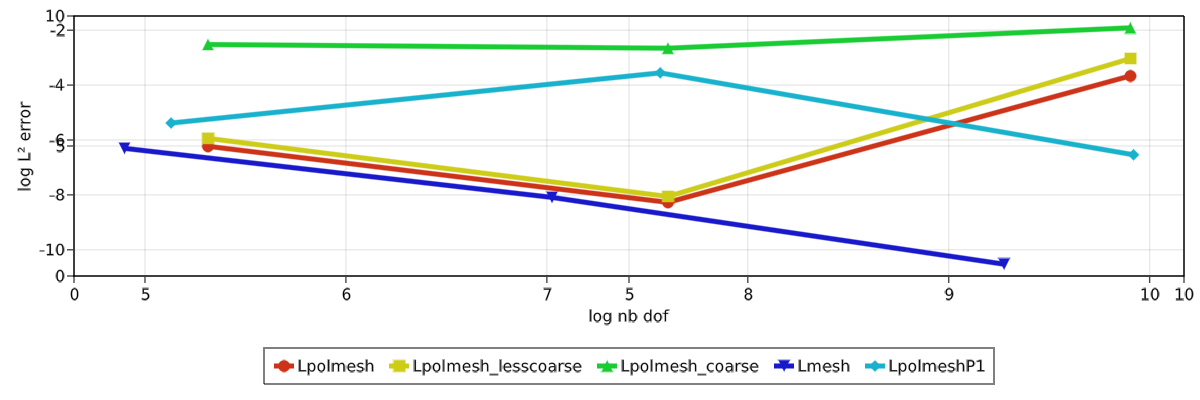 10
-2
-4
-6
5
-8
-10
0
0 5 6 7 5 8 9 10 10
log L² error
log nb dof
Lpolmesh Lpolmesh_lesscoarse Lpolmesh_coarse Lmesh LpolmeshP1